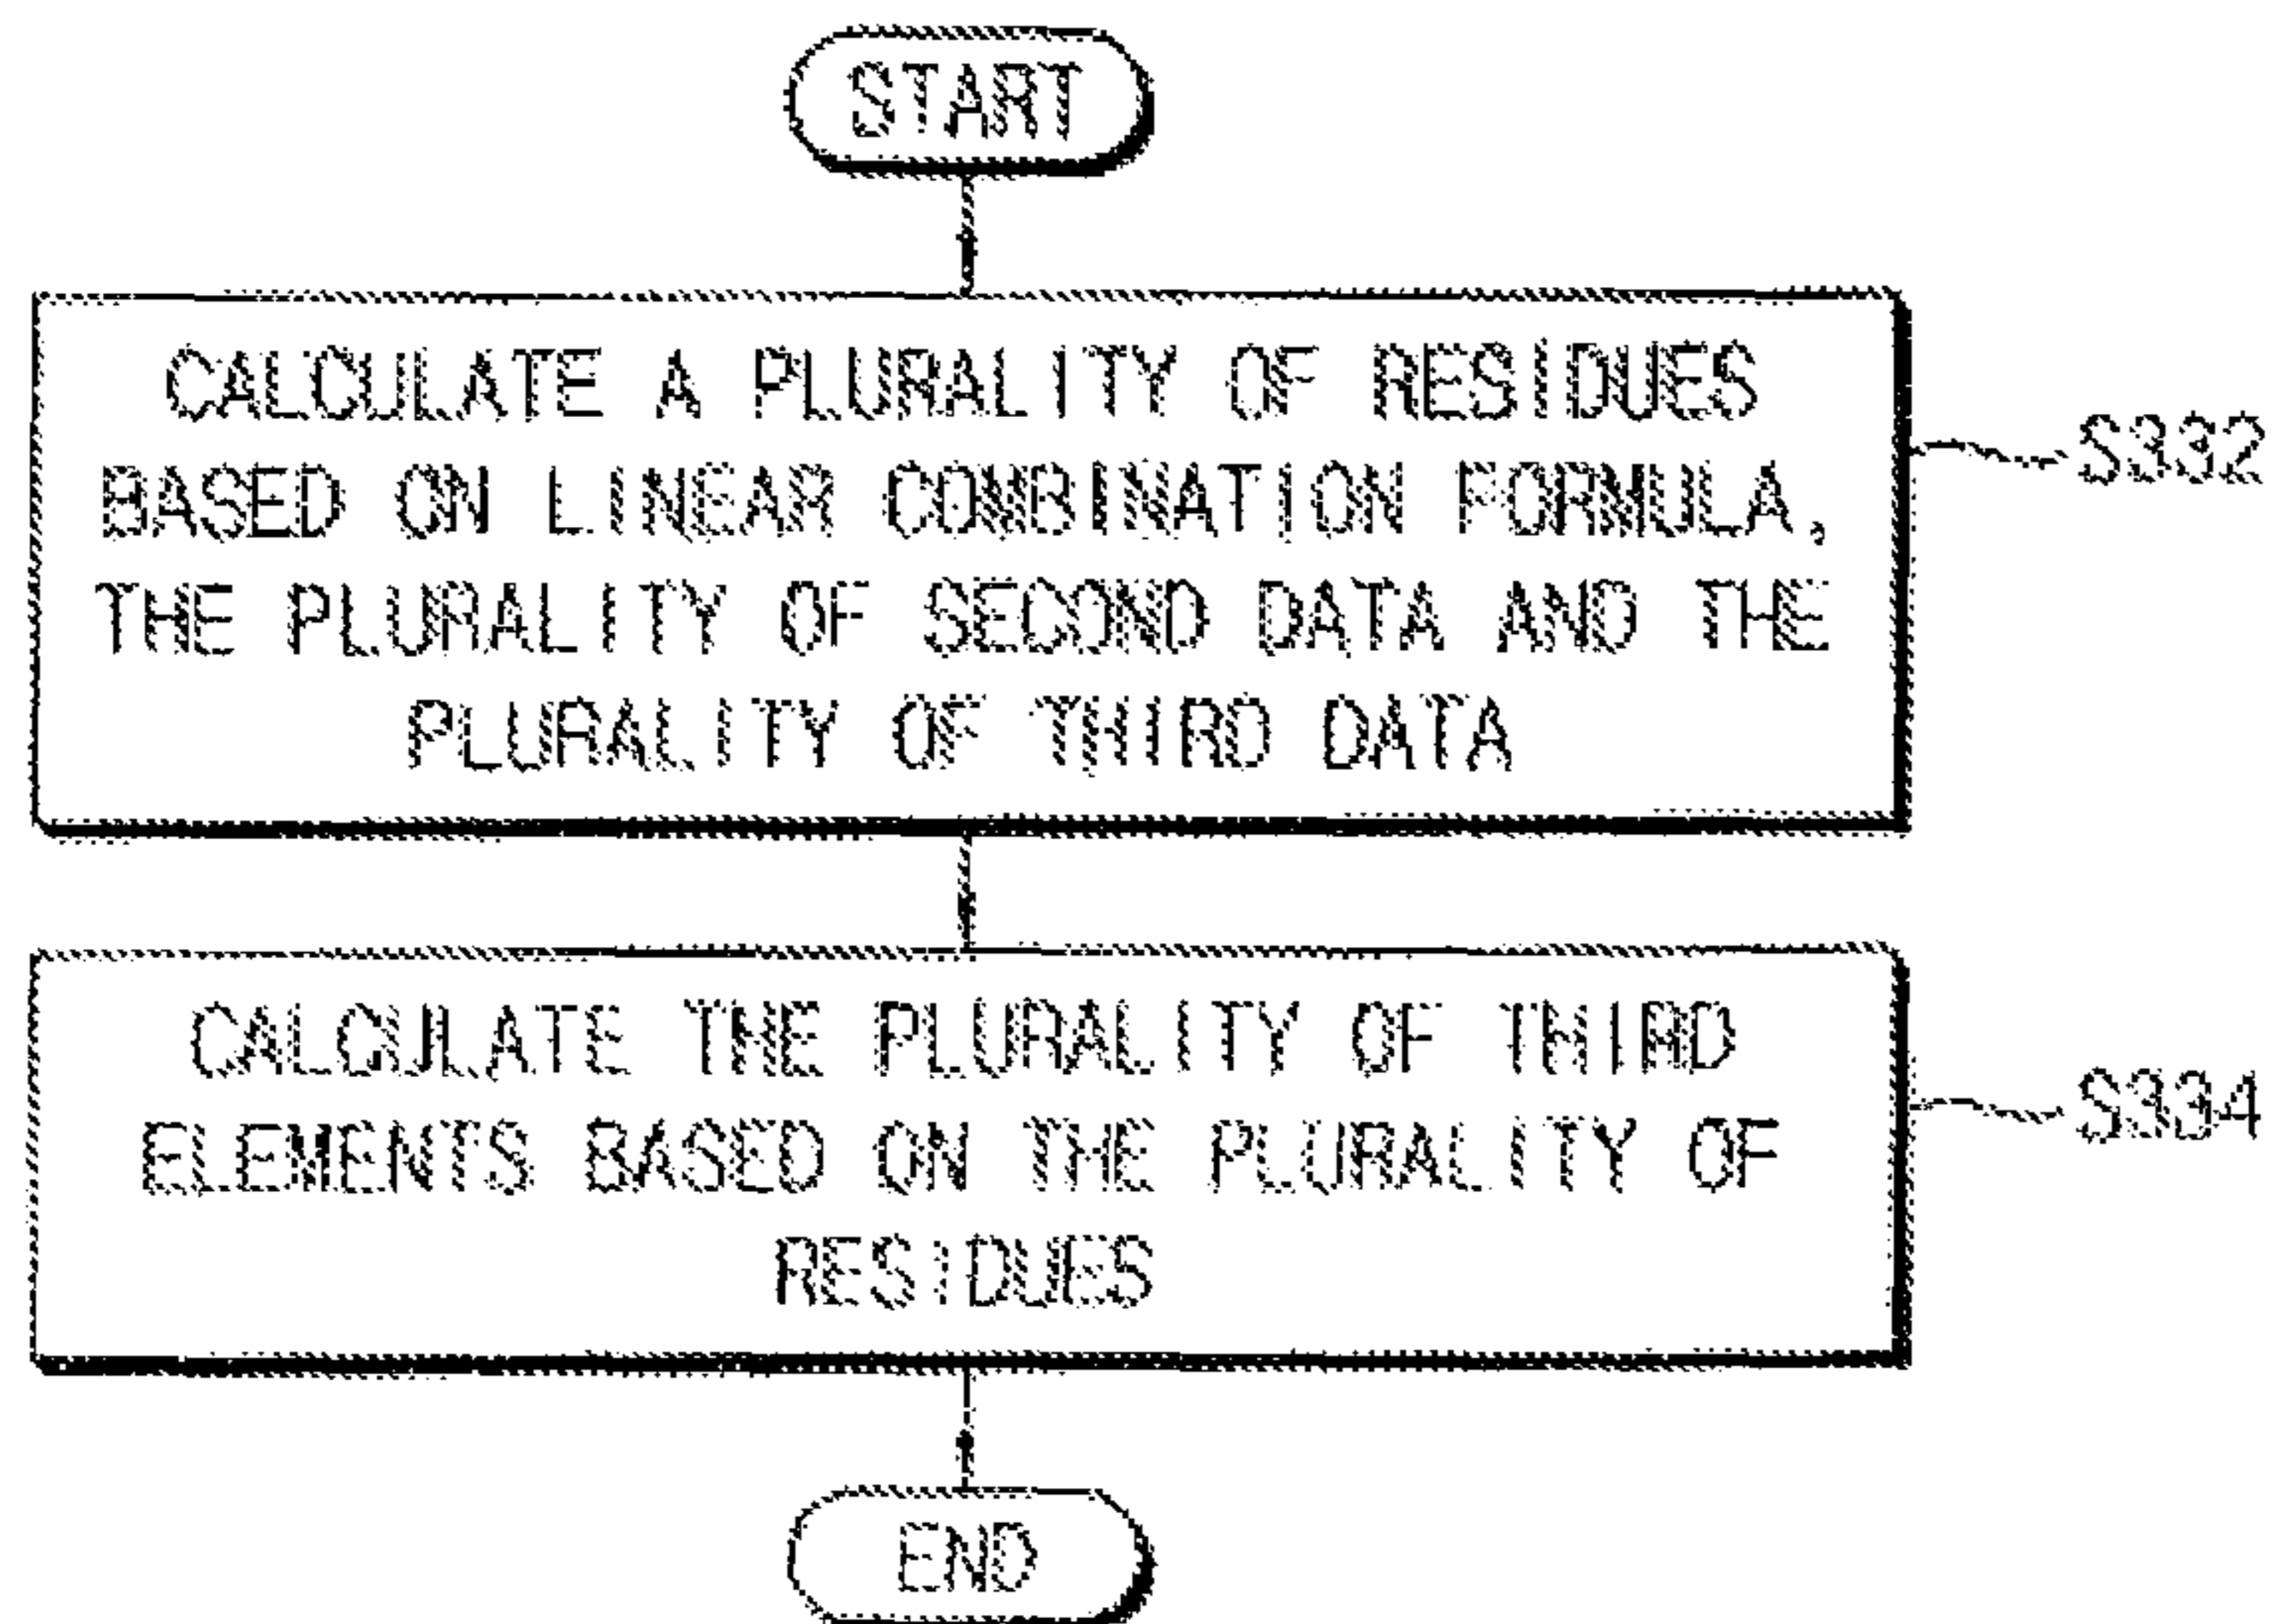 START
CALCULATE A PLURALITY OF RESIDUES
BASED ON LINEAR COMBINATION FORMULA,
THE PLURALITY OF SECOND DATA AND THE
PLURALITY OF THIRD DATA
S332
CALCULATE THE PLURALITY OF THIRD
ELEMENTS BASED ON THE PLURALITY OF
RESIDUES
S334
END